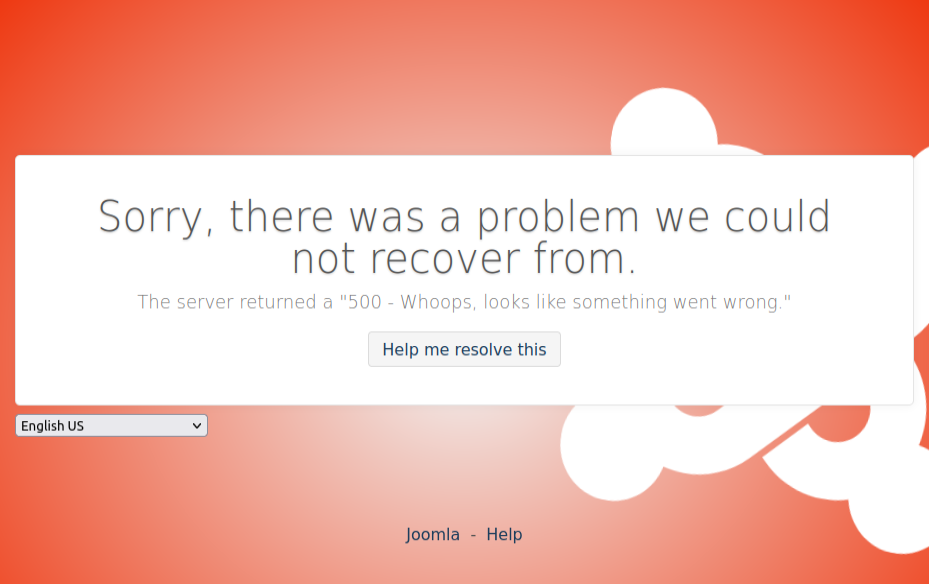 Sorry, there was a problem we could
not recover from.
The server returned a "500 - Whoops, looks like something went wrong."
Help me resolve this
English US
Joomla - Help